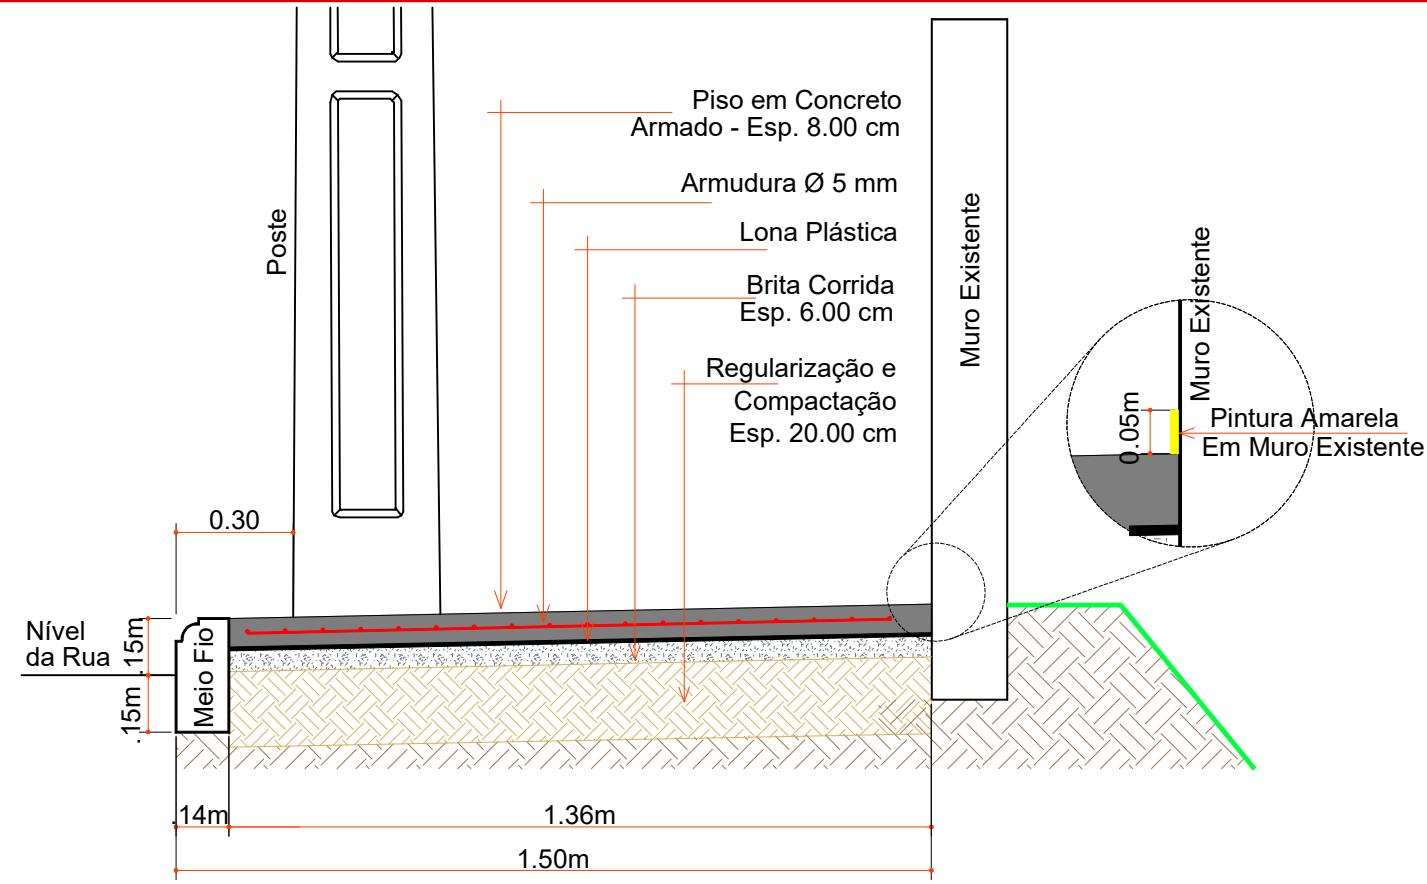 Piso em Concreto
Armado - Esp. 8.00 cm
Armudura Ø 5 mm
Lona Plástica
Brita Corrida
Esp. 6.00 cm
Regularização e
Compactação
Esp. 20.00 cm
Poste
Muro Existente
Muro Existente
0.05m
Pintura Amarela
Em Muro Existente
0.30
Nível
da Rua
.15m
.15m
Meio Fio
.14m
1.36m
1.50m